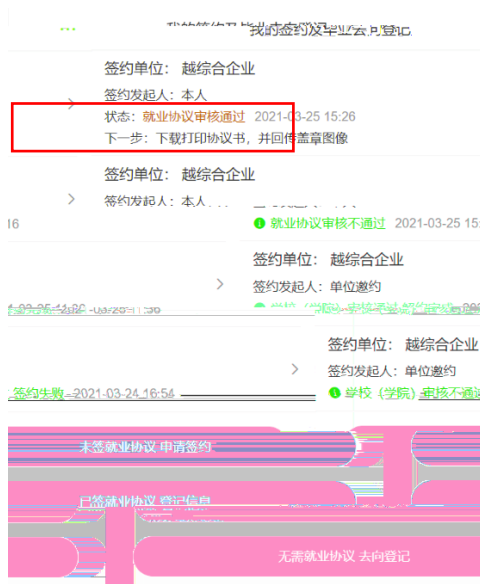 我的签约及毕业去向登记
签约单位： 越综合企业
签约发起人：本人
状态：就业协议审核通过 2021-03-25 15:26
下一步：下载打印协议书，并回传盖章图像
签约单位： 越综合企业
签约发起人：本人
16
就业协议审核不通过 2021-03-25 15:
签约单位： 越综合企业
签约发起人：单位邀约
签约单位： 越综合企业
签约发起人：单位邀约
签约失败 2021-03-24 16:54
学校（学院）审核不通过
未签就业协议 申请签约
已签就业协议 登记信息
无需就业协议 去向登记